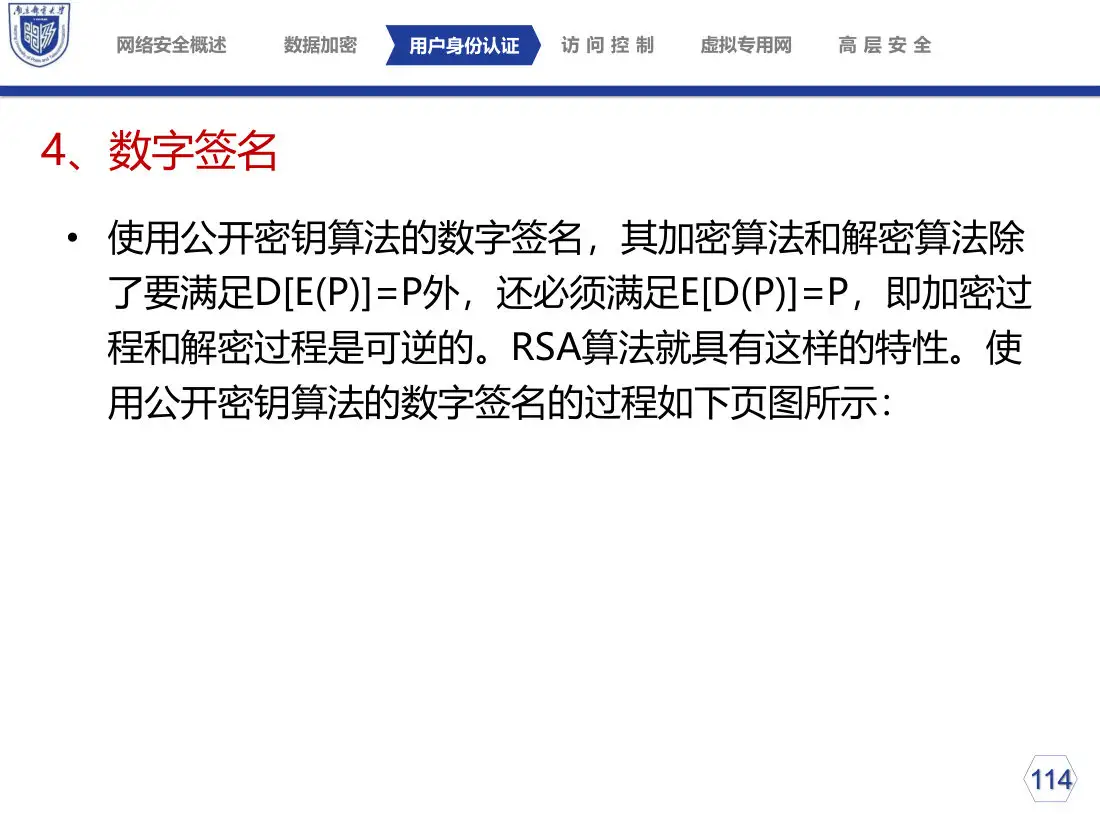 南京邮电大学
网络安全概述 数据加密 用户身份认证 访问控制 虚拟专用网 高层安全
4、数字签名
• 使用公开密钥算法的数字签名，其加密算法和解密算法除
了要满足D[E(P)]=P外，还必须满足E[D(P)]=P，即加密过
程和解密过程是可逆的。RSA算法就具有这样的特性。使
用公开密钥算法的数字签名的过程如下页图所示：
114